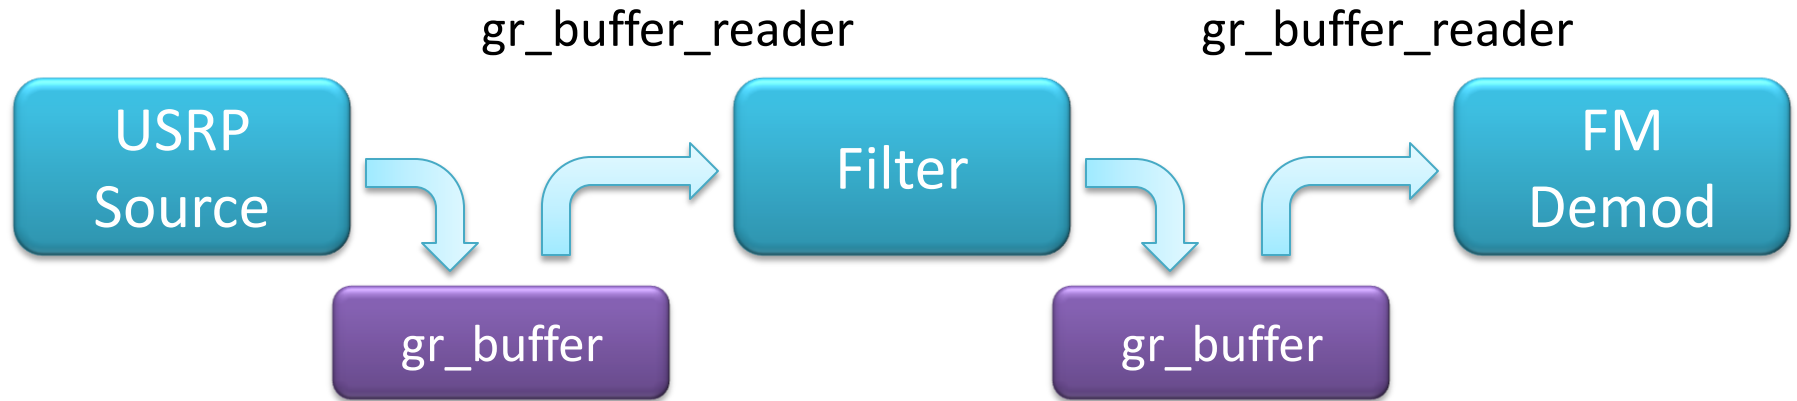 gr_buffer_reader
gr_buffer_reader
USRP
Source
Filter
FM
Demod
gr_buffer
gr_buffer